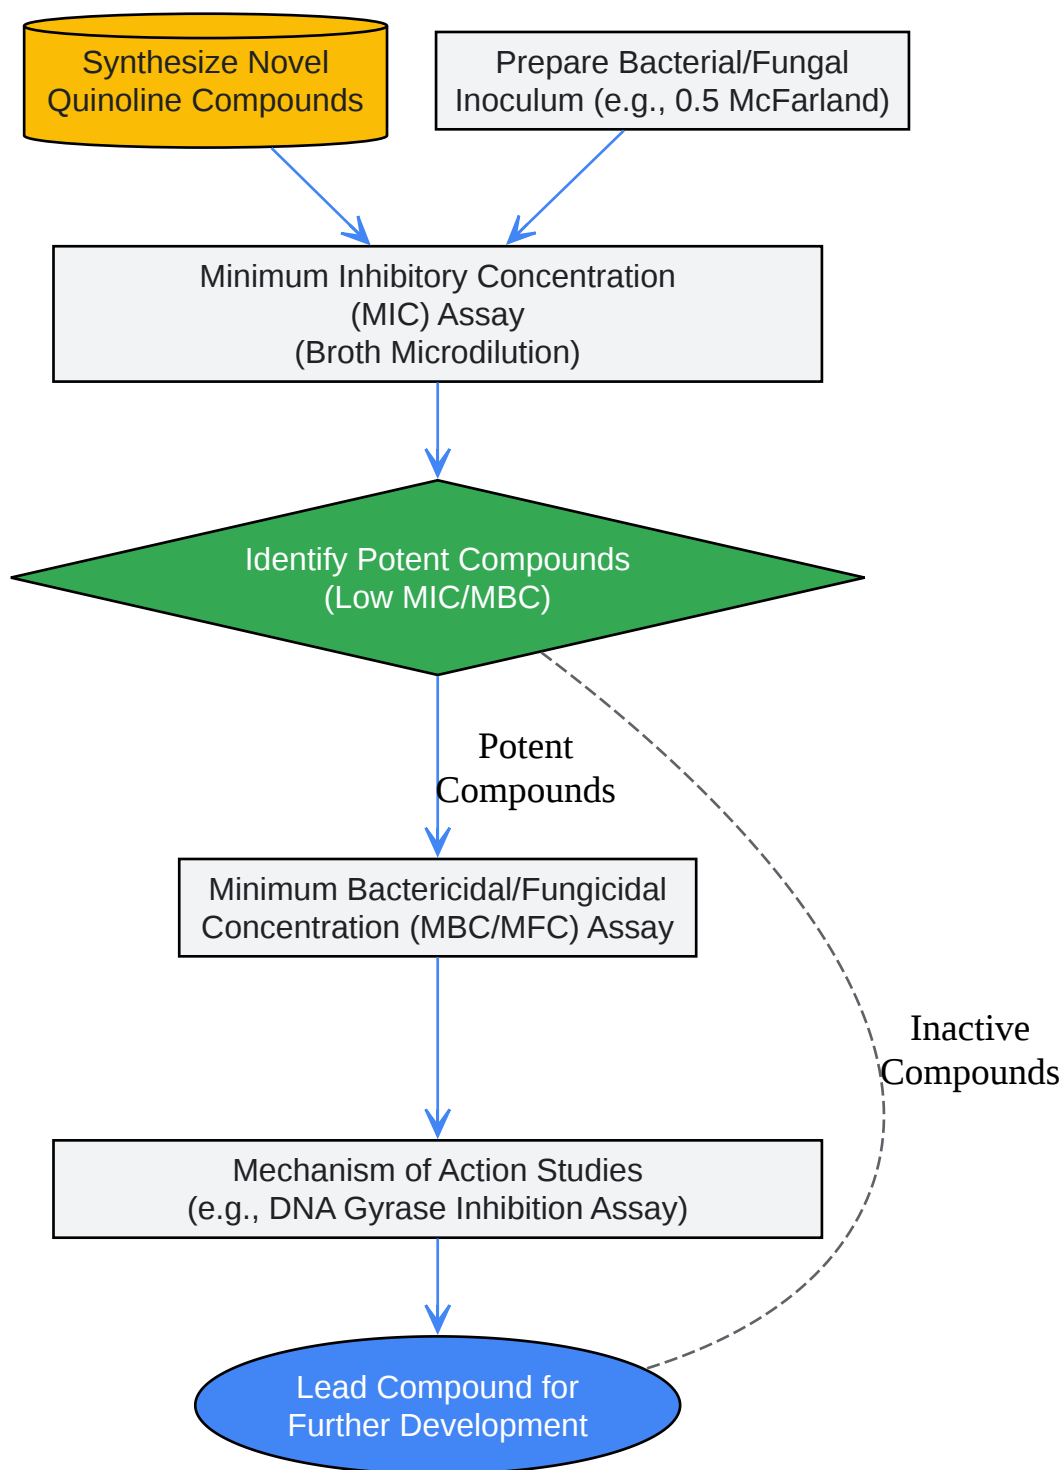 Synthesize Novel
Quinoline Compounds
Prepare Bacterial/Fungal
Inoculum (e.g., 0.5 McFarland)
Minimum Inhibitory Concentration
(MIC) Assay
(Broth Microdilution)
Identify Potent Compounds
(Low MIC/MBC)
Potent
Compounds
Minimum Bactericidal/Fungicidal
Concentration (MBC/MFC) Assay
Inactive
Compounds
Mechanism of Action Studies
(e.g., DNA Gyrase Inhibition Assay)
Lead Compound for
Further Development